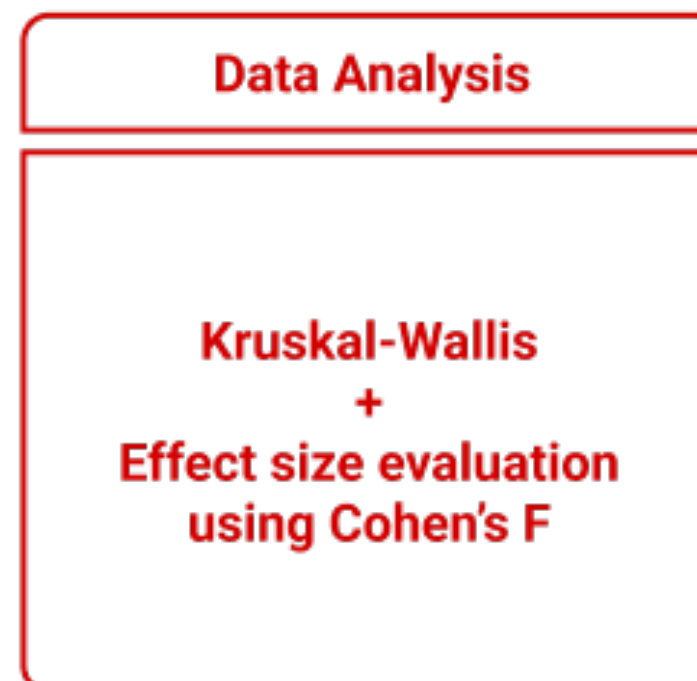 Data Analysis
Kruskal-Wallis
+
Effect size evaluation
using Cohen’s F